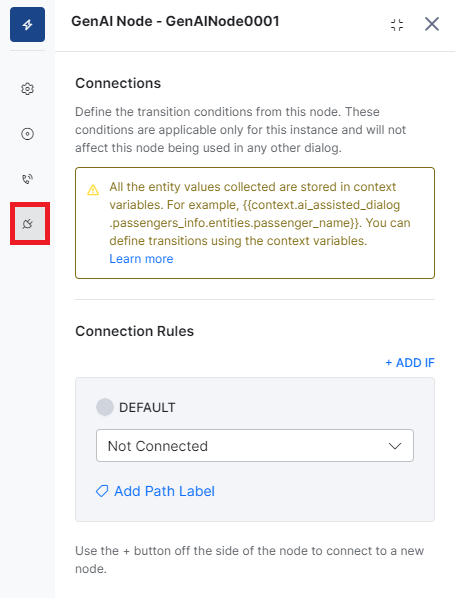 GenAI Node - GenAINode0001
Connections
Define the transition conditions from this node. These
conditions are applicable only for this instance and will not
affect this node being used in any other dialog.
All the entity values collected are stored in context
variables. For example, {{context.ai_assisted_dialog
.passengers_info.entities.passenger_name}}. You can
define transitions using the context variables.
Learn more
Connection Rules
+ ADD IF
DEFAULT
Not Connected
Add Path Label
Use the + button off the side of the node to connect to a new
node.